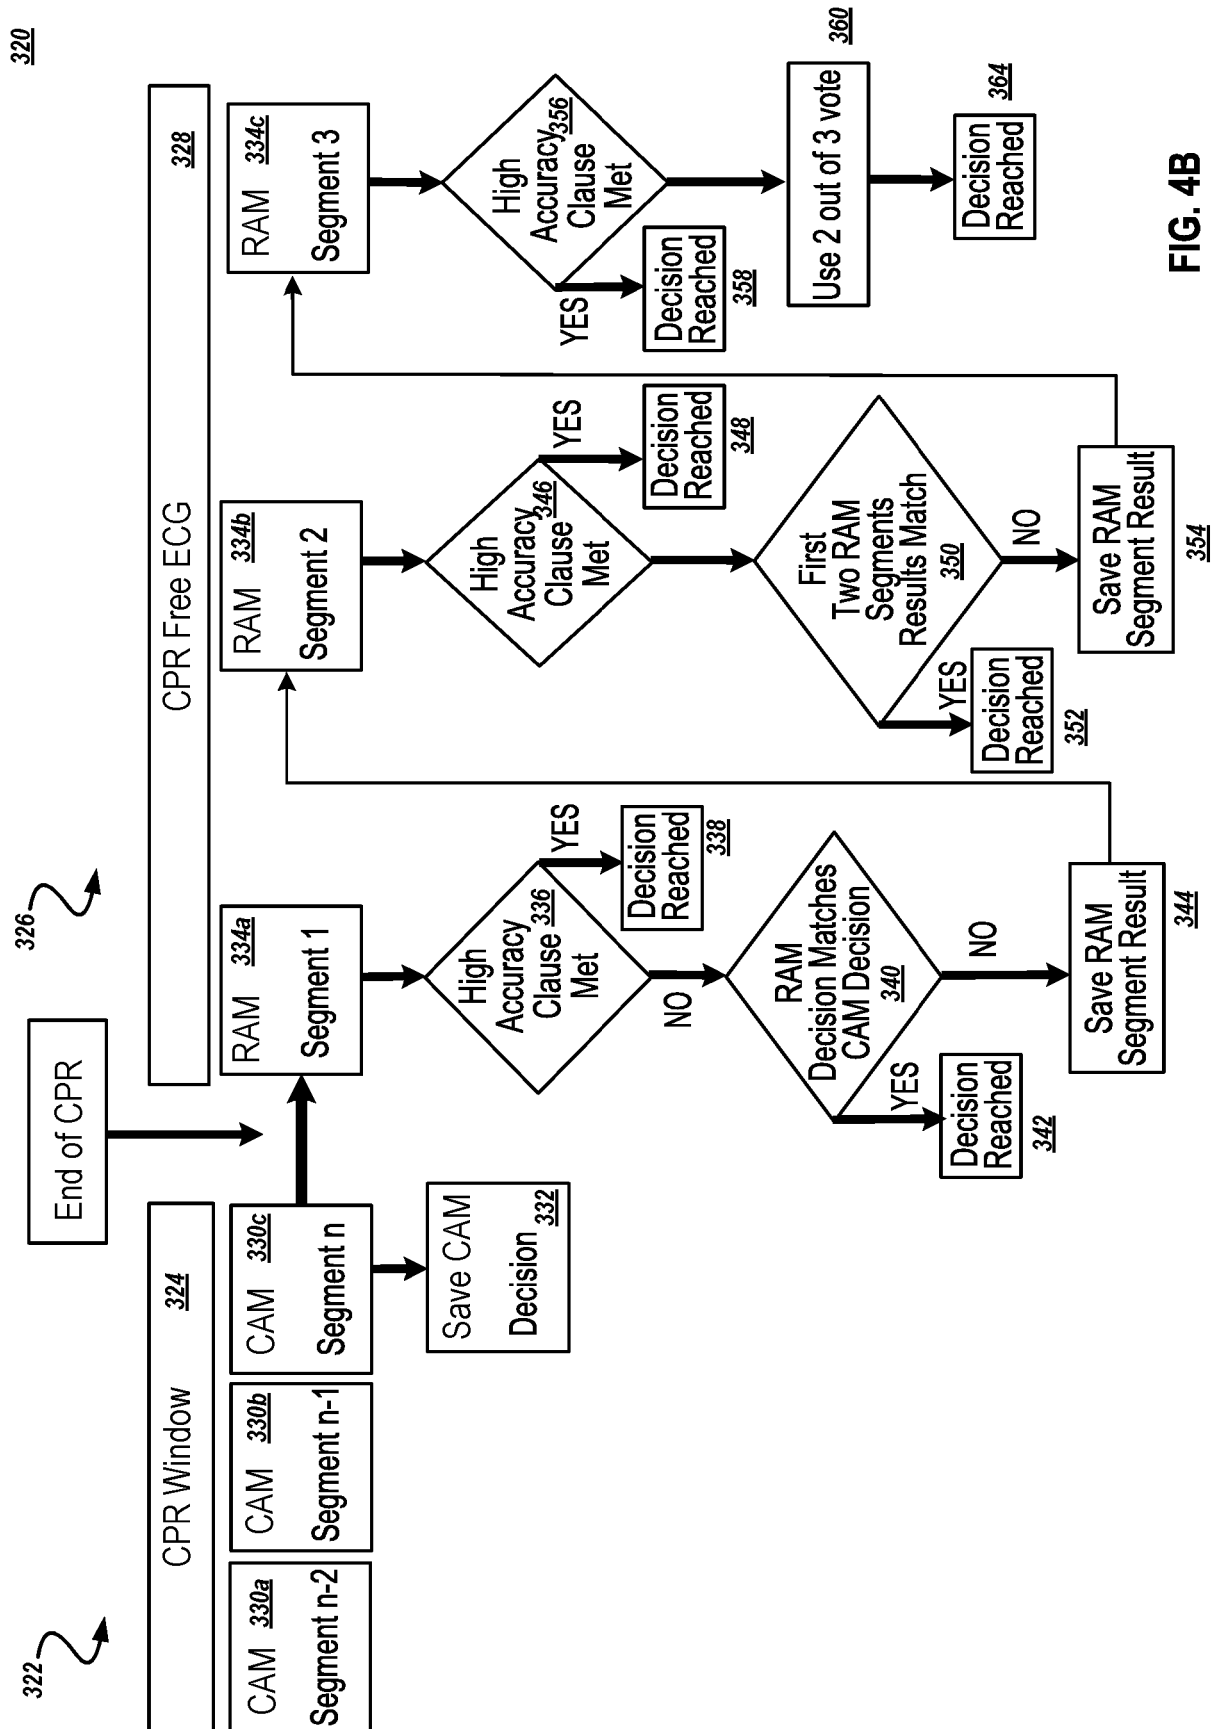 320
322
326
End of CPR
CPR Window 324
CPR Free ECG 328
CAM 330a
Segment n-2
CAM 330b
Segment n-1
CAM 330c
Segment n
Save CAM
Decision 332
RAM 334a
Segment 1
High
Accuracy
Clause 336
Met
YES
Decision
Reached
338
NO
RAM
Decision Matches
CAM Decision
340
YES
Decision
Reached
342
NO
Save RAM
Segment Result
344
RAM 334b
Segment 2
High
Accuracy
Clause 346
Met
YES
Decision
Reached
348
First
Two RAM
Segments
Results Match
350
YES
Decision
Reached
352
NO
Save RAM
Segment Result
354
RAM 334c
Segment 3
High
Accuracy 356
Clause
Met
YES
Decision
Reached
358
Use 2 out of 3 vote
360
Decision
Reached
364
FIG. 4B